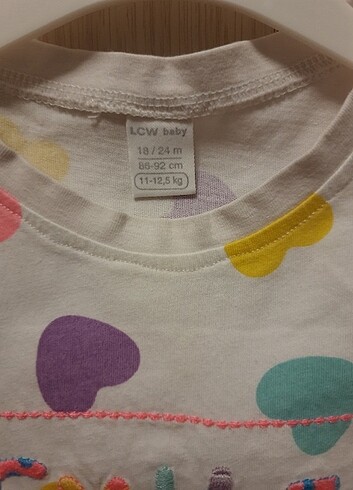 LCW baby
18 / 24 m
86-92 cm
11-12,5 kg